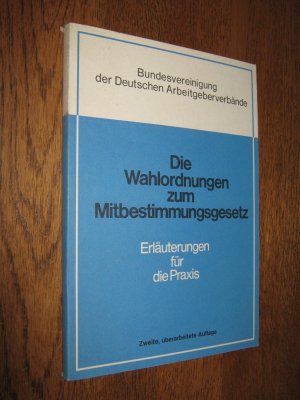 Bundesvereinigung
der Deutschen Arbeitgeberverbände
Die
Wahlordnungen
zum
Mitbestimmungsgesetz
Erläuterungen
für
die Praxis
Zweite, überarbeitete Auflage